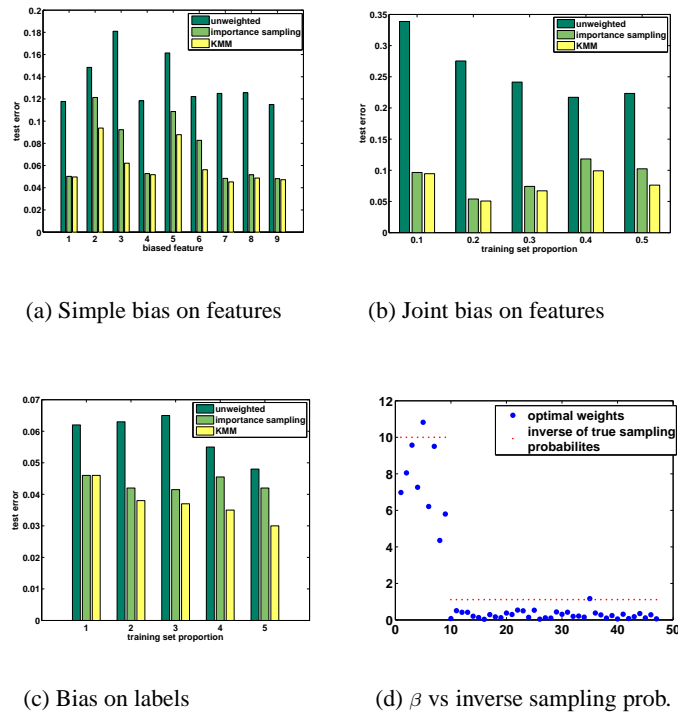 0.2
0.18
0.16
0.14
0.12
0.1
0.08
0.06
0.04
0.02
0
test error
unweighted
importance sampling
KMM
1 2 3 4 5 6 7 8 9
biased feature
(a) Simple bias on features
0.35
0.3
0.25
0.2
0.15
0.1
0.05
0
test error
unweighted
importance sampling
KMM
0.1 0.2 0.3 0.4 0.5
training set proportion
(b) Joint bias on features
0.07
0.06
0.05
0.04
0.03
0.02
0.01
0
test error
unweighted
importance sampling
KMM
1 2 3 4 5
training set proportion
(c) Bias on labels
12
10
8
6
4
2
0
optimal weights
inverse of true sampling
probabilites
0 10 20 30 40 50
(d) β vs inverse sampling prob.